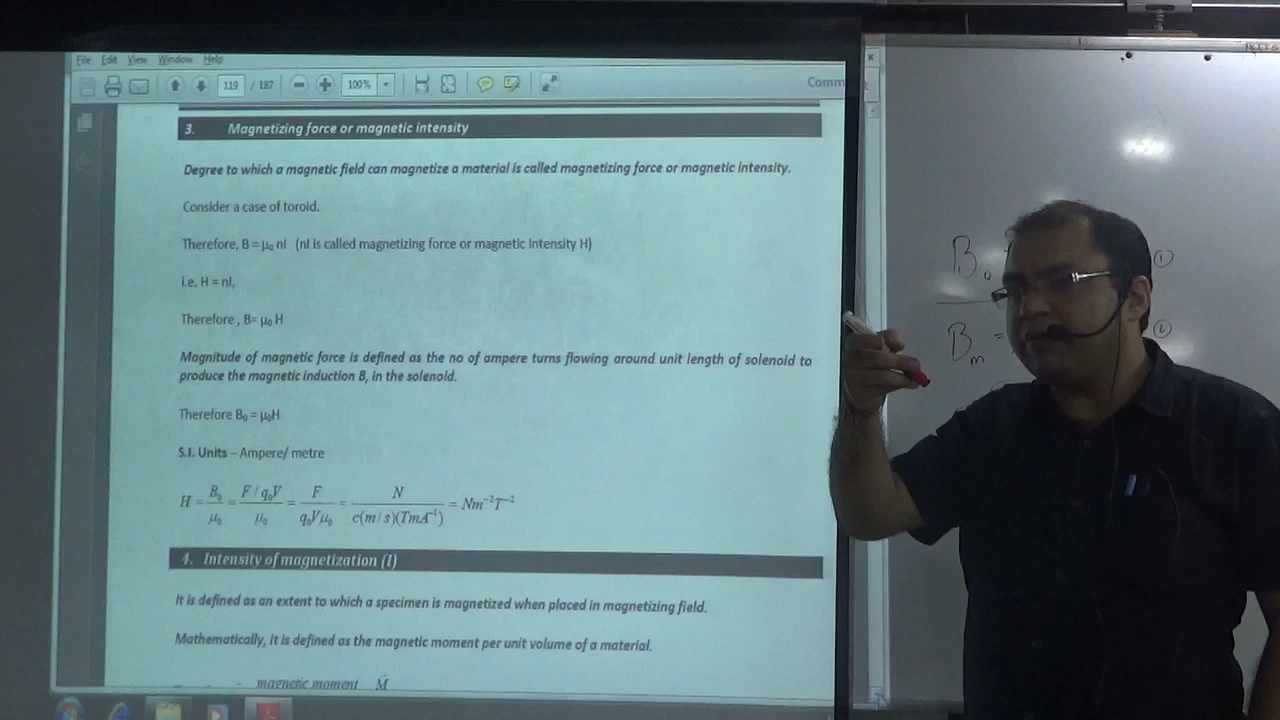 File Edit View Window Help
119 / 187 100% Comm
3. Magnetizing force or magnetic intensity
Degree to which a magnetic field can magnetize a material is called magnetizing force or magnetic intensity.
Consider a case of toroid.
Therefore, B = μ₀ nI (nI is called magnetizing force or magnetic intensity H)
I.e. H = nI,
Therefore , B= μ₀ H
Magnitude of magnetic force is defined as the no of ampere turns flowing around unit length of solenoid to
produce the magnetic induction B, in the solenoid.
Therefore B₀ = μ₀H
S.I. Units – Ampere/ metre
H = B₀/μ₀ = (F / q₀V)/μ₀ = F/(q₀Vμ₀) = N/(c(m/s)(TmA⁻¹)) = Nm⁻²T⁻²
4. Intensity of magnetization (I)
It is defined as an extent to which a specimen is magnetized when placed in magnetizing field.
Mathematically, It is defined as the magnetic moment per unit volume of a material.
magnetic moment M
B₀ ①
Bm = ②